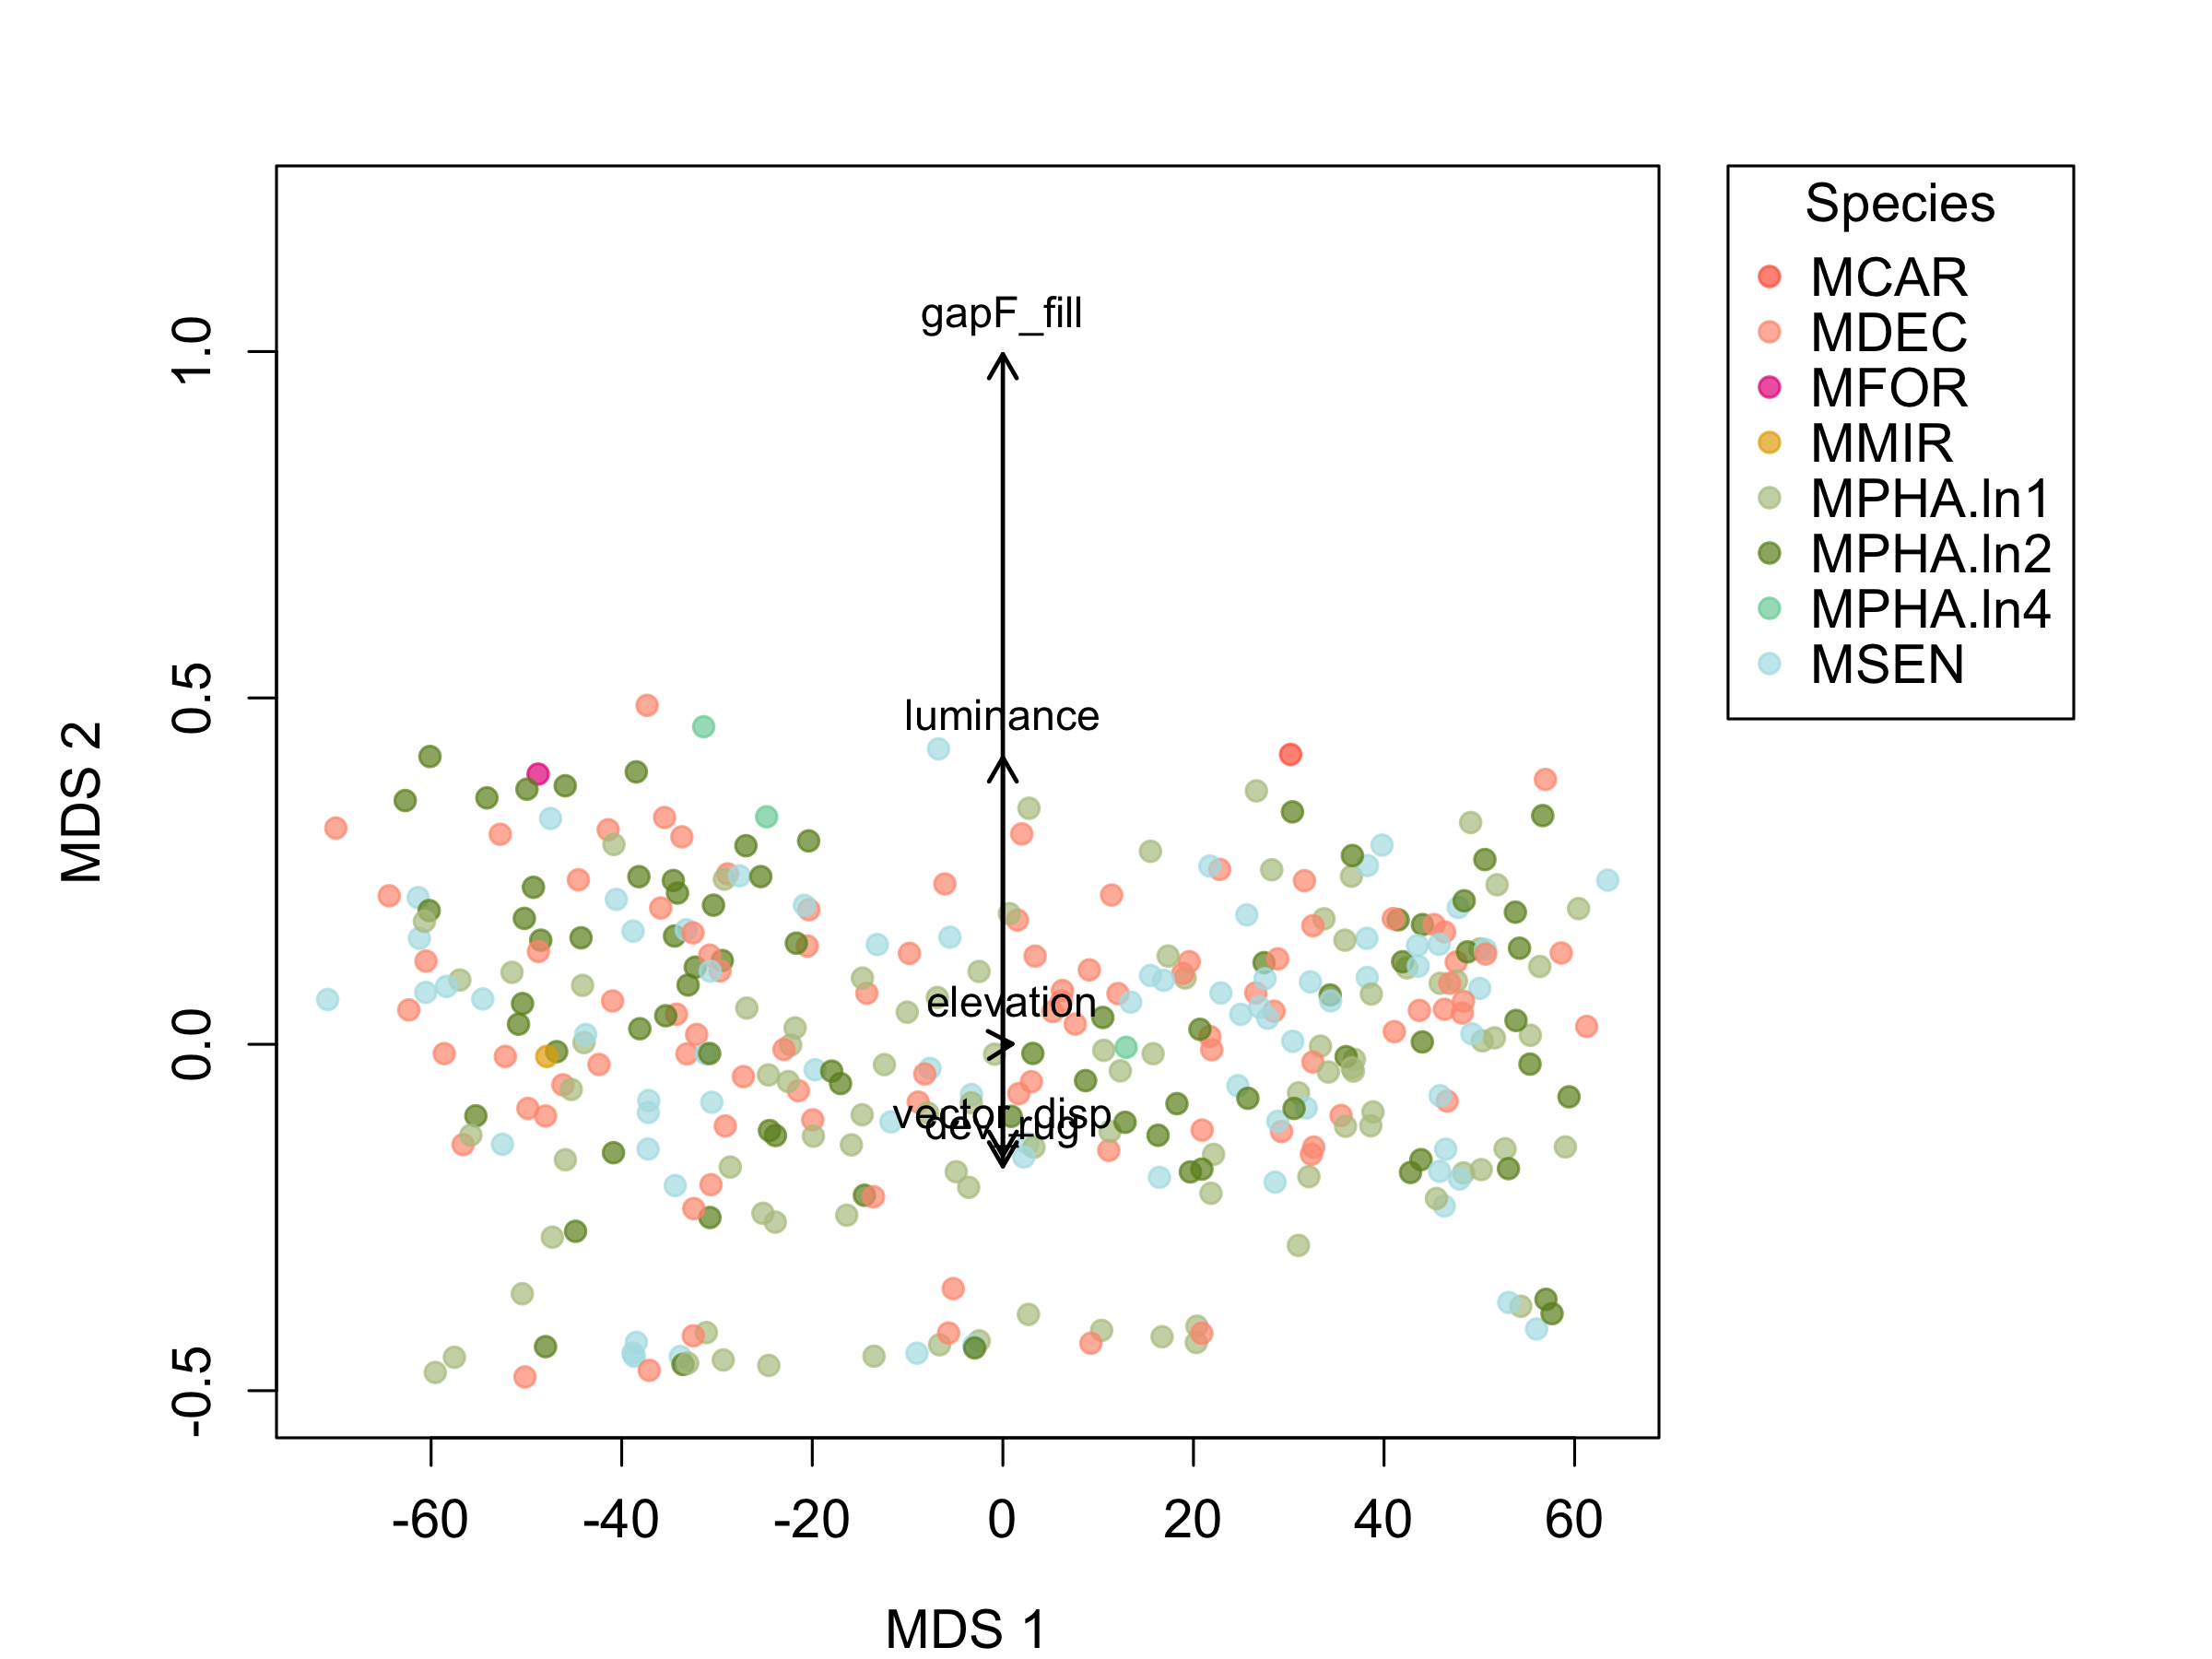 Species
MCAR
MDEC
MFOR
MMIR
MPHA.ln1
MPHA.ln2
MPHA.ln4
MSEN
gapF_fill
luminance
elevation
vector_disp
dev_rug
MDS 2
1.0
0.5
0.0
-0.5
-60 -40 -20 0 20 40 60
MDS 1